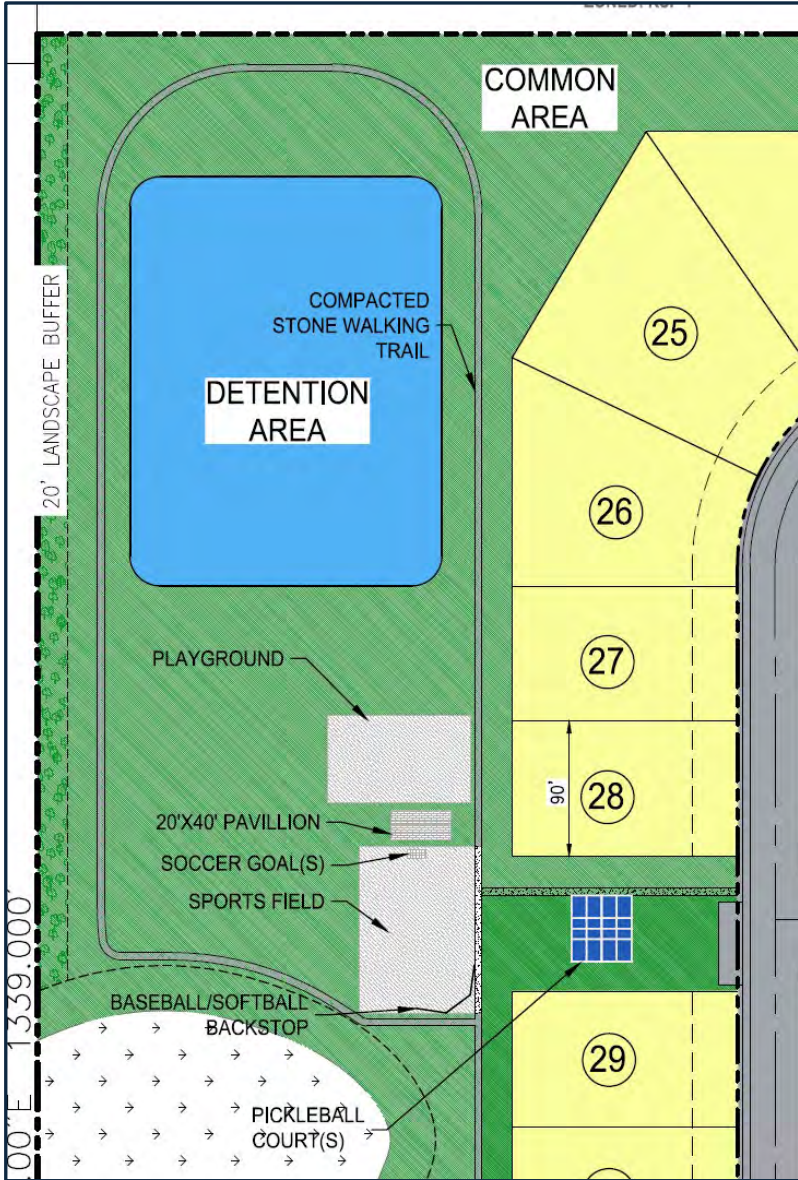 COMMON
AREA
20' LANDSCAPE BUFFER
COMPACTED
STONE WALKING
TRAIL
25
DETENTION
AREA
26
PLAYGROUND
27
28
90'
20'X40' PAVILLION
SOCCER GOAL(S)
SPORTS FIELD
BASEBALL/SOFTBALL
BACKSTOP
29
PICKLEBALL
COURT(S)
00"E 1339.000'